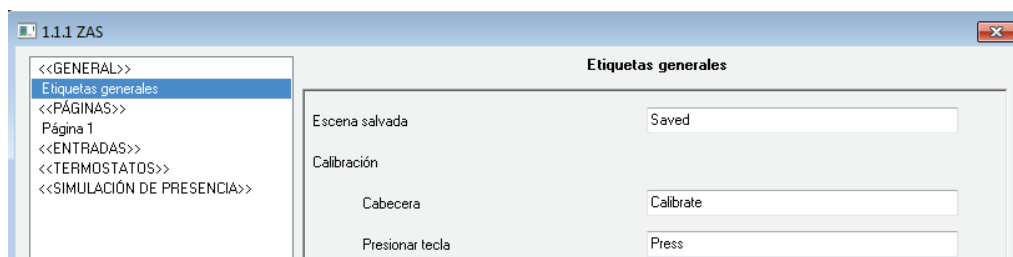 1.1.1 ZAS
<<GENERAL>>
Etiquetas generales
<<PÁGINAS>>
Página 1
<<ENTRADAS>>
<<TERMOSTATOS>>
<<SIMULACIÓN DE PRESENCIA>>
Etiquetas generales
Escena salvada Saved
Calibración
Cabecera Calibrate
Presionar tecla Press